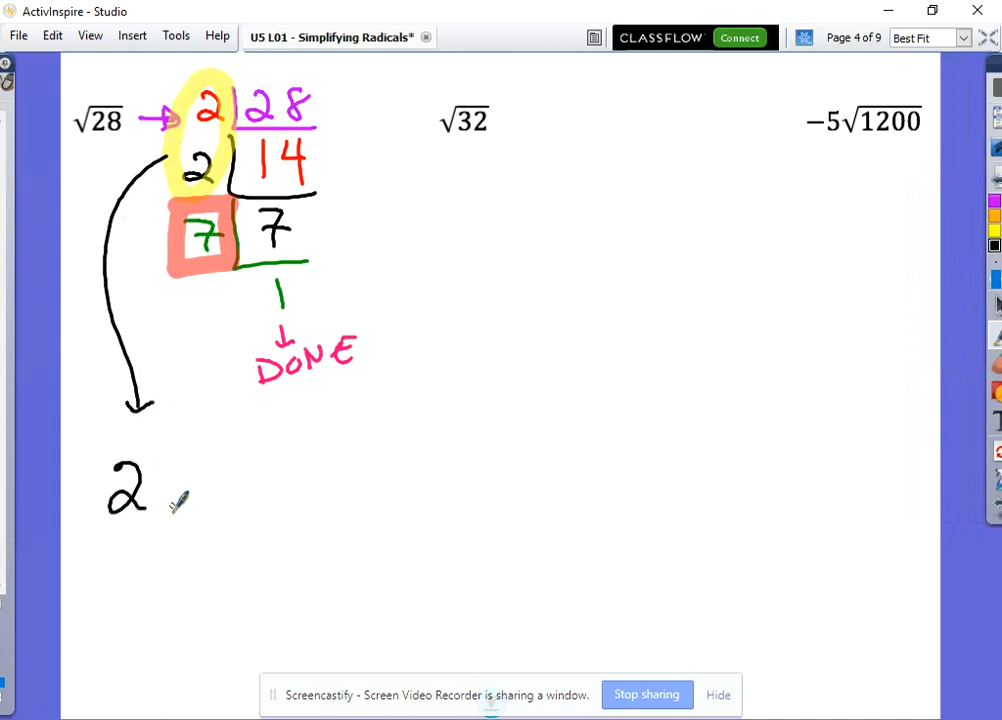 ActivInspire - Studio
File Edit View Insert Tools Help
U5 L01 - Simplifying Radicals*
CLASSFLOW Connect
Page 4 of 9
Best Fit
√28
2 28
2 14
7 7
1
DONE
2
√32
−5√1200
Screencastify - Screen Video Recorder is sharing a window.
Stop sharing
Hide